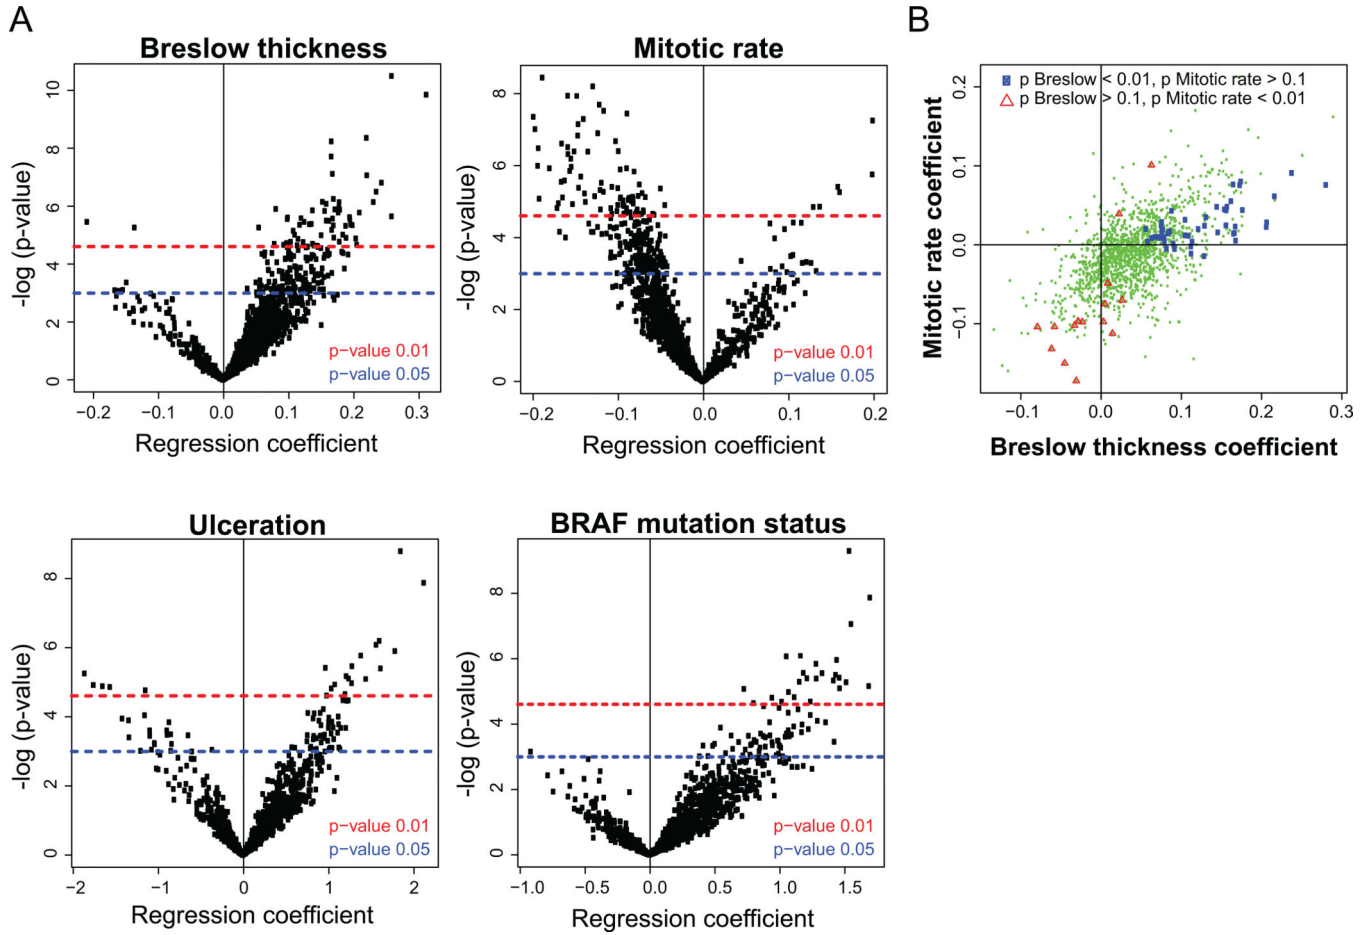 A
Breslow thickness
-log (p-value)
10
8
6
4
2
0
p-value 0.01
p-value 0.05
−0.2
0.0
0.1
0.2
0.3
Regression coefficient
Mitotic rate
-log (p-value)
8
6
4
2
0
p-value 0.01
p-value 0.05
−0.2
−0.1
0.0
0.1
0.2
Regression coefficient
B
p Breslow < 0.01, p Mitotic rate > 0.1
p Breslow > 0.1, p Mitotic rate < 0.01
Mitotic rate coefficient
0.2
0.1
0.0
−0.1
−0.1
0.0
0.1
0.2
0.3
Breslow thickness coefficient
Ulceration
-log (p-value)
8
6
4
2
0
p-value 0.01
p-value 0.05
−2
−1
0
1
2
Regression coefficient
BRAF mutation status
-log (p-value)
8
6
4
2
0
p-value 0.01
p-value 0.05
−1.0
−0.5
0.0
0.5
1.0
1.5
Regression coefficient